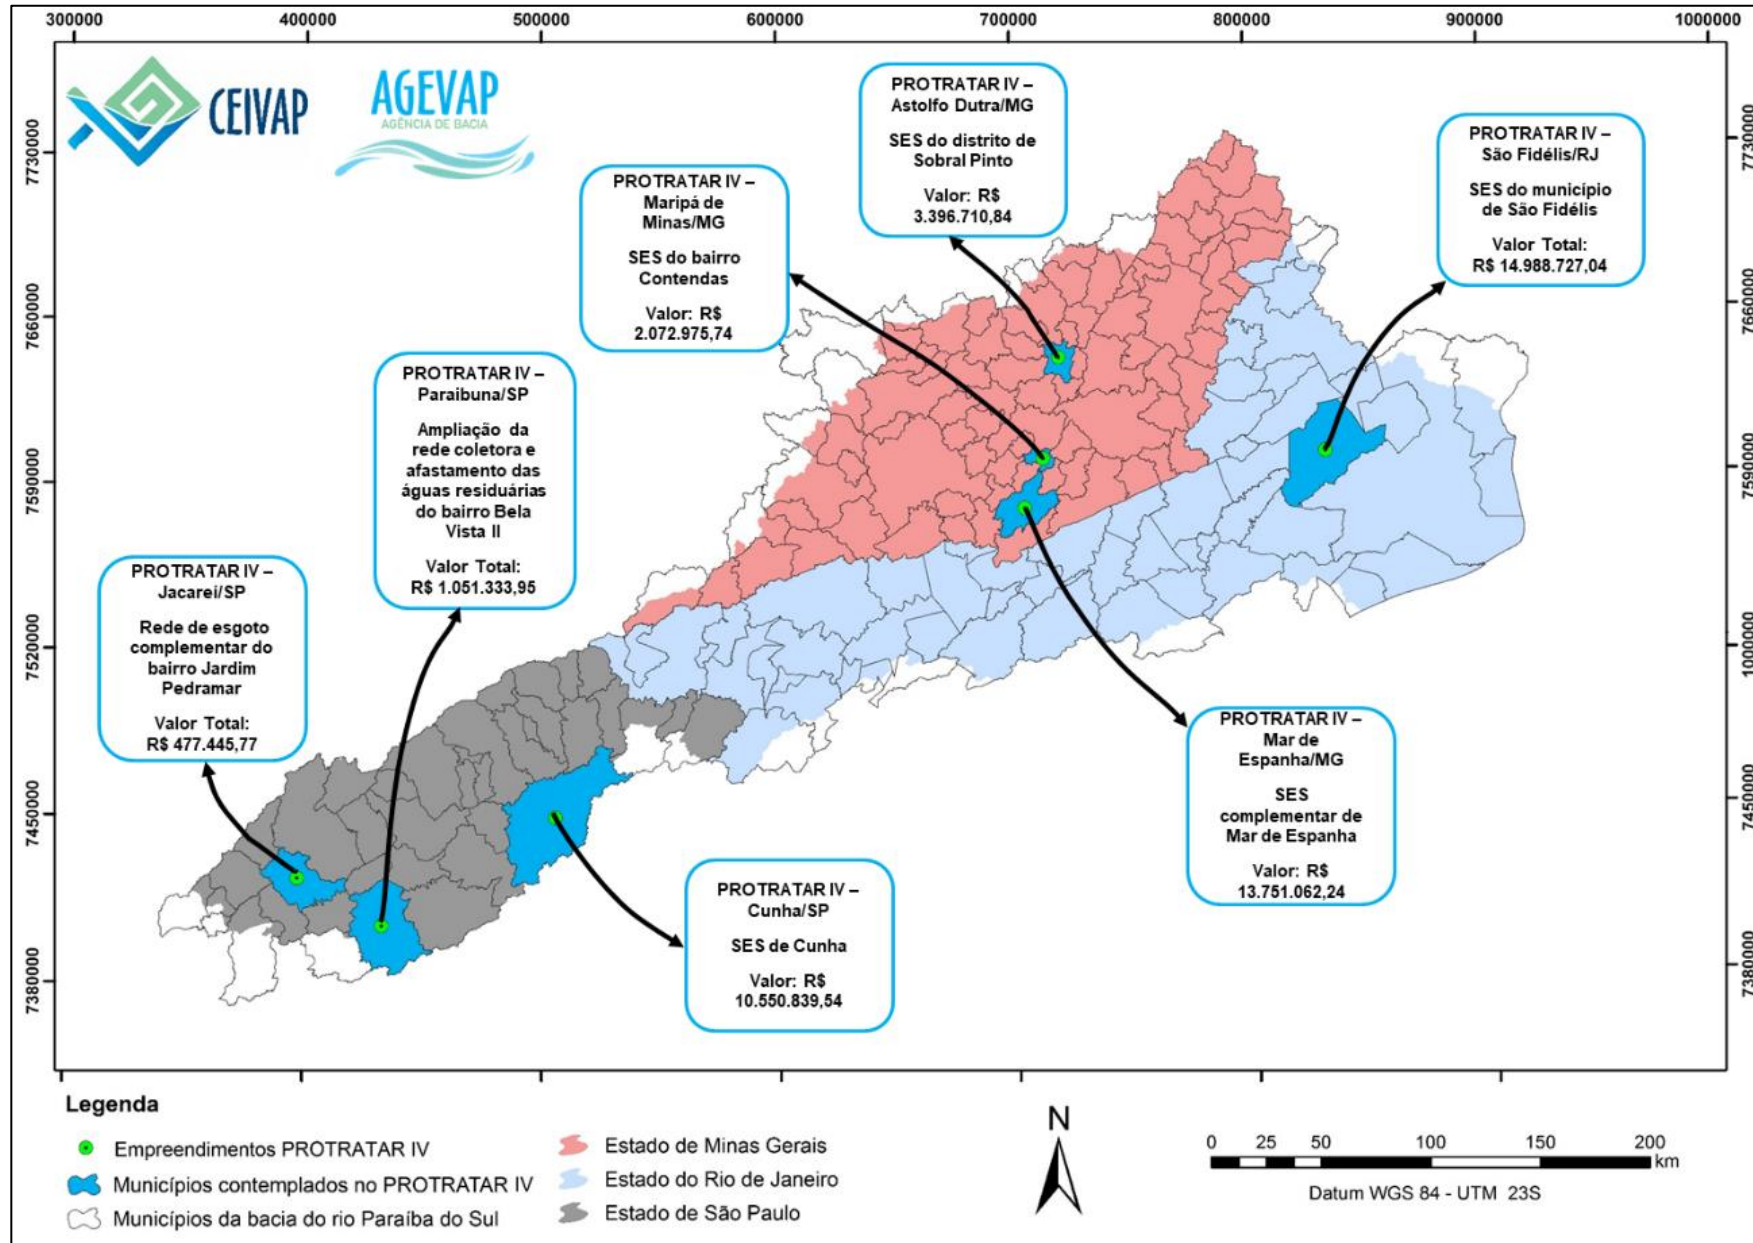 300000 400000 500000 600000 700000 800000 900000 1000000
CEIVAP
AGEVAP
AGÊNCIA DE BACIA
PROTRATAR IV –
Astolfo Dutra/MG
SES do distrito de
Sobral Pinto
Valor: R$
3.396.710,84
PROTRATAR IV –
São Fidélis/RJ
SES do município
de São Fidélis
Valor Total:
R$ 14.988.727,04
PROTRATAR IV –
Maripá de
Minas/MG
SES do bairro
Contendas
Valor: R$
2.072.975,74
PROTRATAR IV –
Paraibuna/SP
Ampliação da
rede coletora e
afastamento das
águas residuárias
do bairro Bela
Vista II
Valor Total:
R$ 1.051.333,95
PROTRATAR IV –
Jacareí/SP
Rede de esgoto
complementar do
bairro Jardim
Pedramar
Valor Total:
R$ 477.445,77
PROTRATAR IV –
Mar de
Espanha/MG
SES
complementar de
Mar de Espanha
Valor: R$
13.751.062,24
PROTRATAR IV –
Cunha/SP
SES de Cunha
Valor: R$
10.550.839,54
7730000
7660000
7590000
7520000
7450000
7380000
7730000
7660000
7590000
1000000
7450000
7380000
Legenda
Empreendimentos PROTRATAR IV
Municípios contemplados no PROTRATAR IV
Municípios da bacia do rio Paraíba do Sul
Estado de Minas Gerais
Estado do Rio de Janeiro
Estado de São Paulo
N
0 25 50 100 150 200
km
Datum WGS 84 - UTM 23S